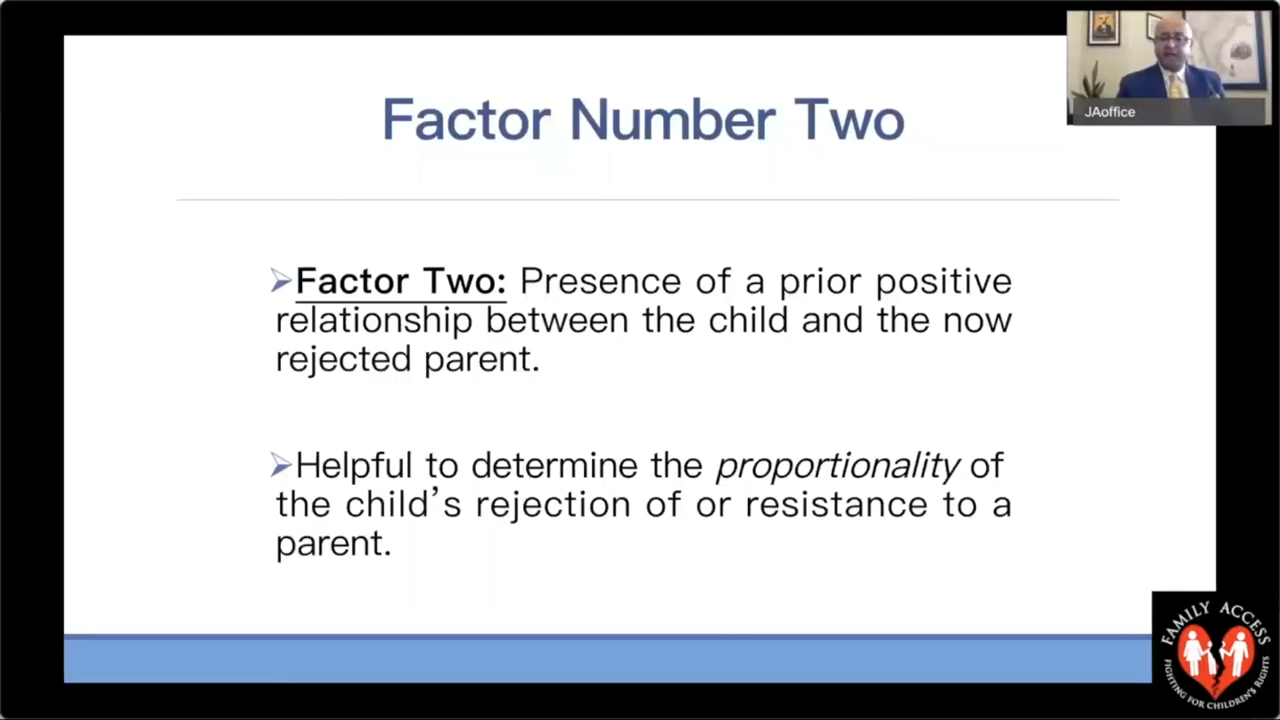 JAoffice
Factor Number Two
➢Factor Two: Presence of a prior positive
relationship between the child and the now
rejected parent.
➢Helpful to determine the proportionality of
the child’s rejection of or resistance to a
parent.
FAMILY ACCESS
FIGHTING FOR CHILDREN'S RIGHTS